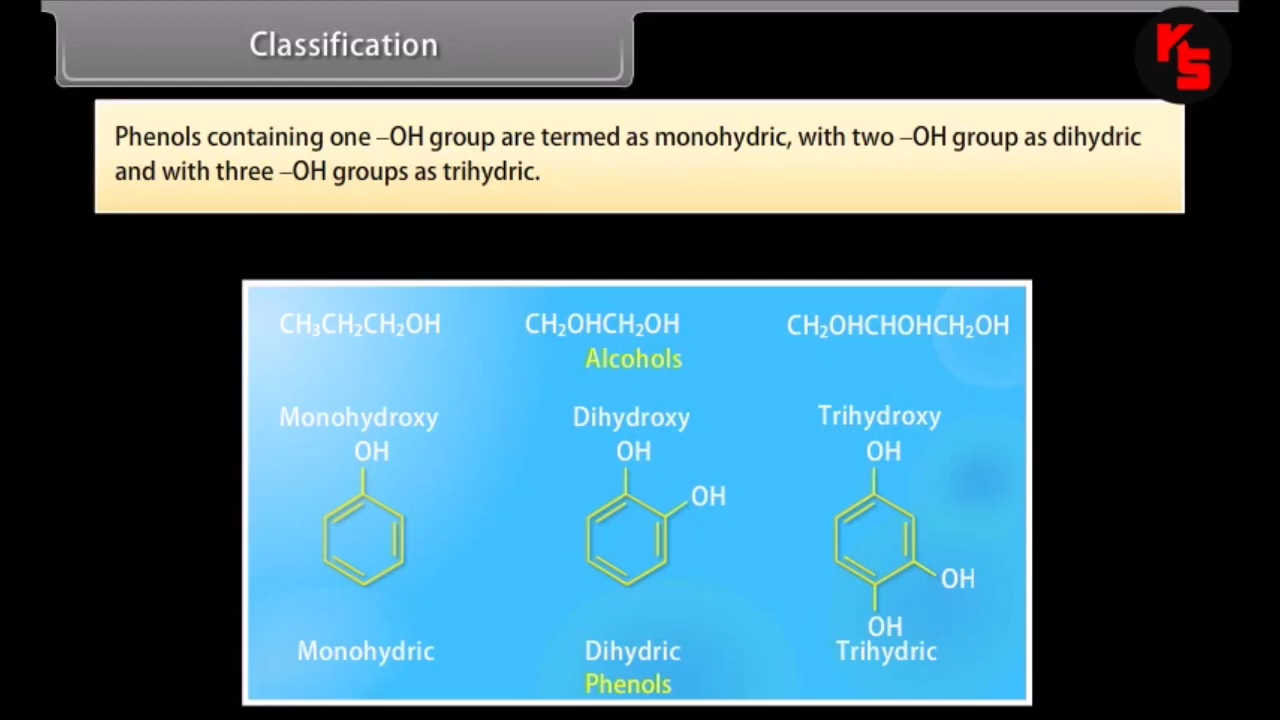 Classification
KTS
Phenols containing one –OH group are termed as monohydric, with two –OH group as dihydric
and with three –OH groups as trihydric.
CH₃CH₂CH₂OH CH₂OHCH₂OH CH₂OHCHOHCH₂OH
Alcohols
Monohydroxy Dihydroxy Trihydroxy
OH OH OH
OH
OH
OH
Monohydric Dihydric Trihydric
Phenols